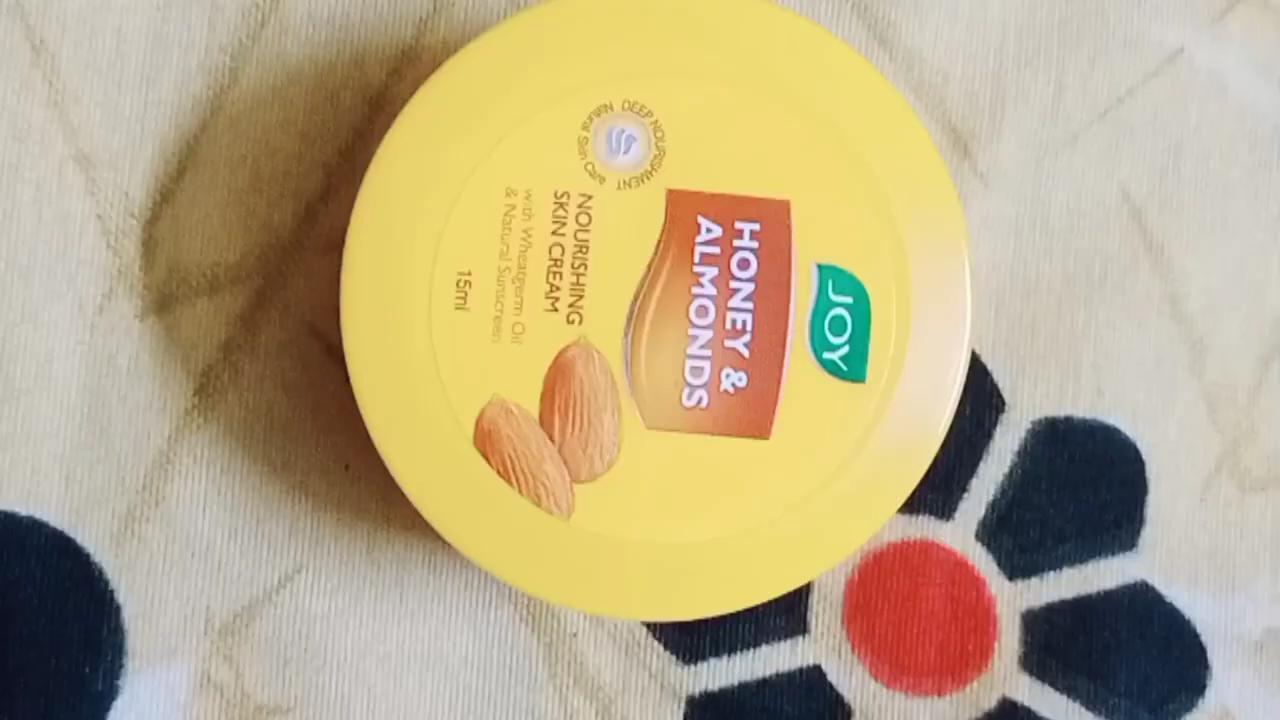 JOY
HONEY &
ALMONDS
DEEP NOURISHMENT
Natural Skin Care
NOURISHING
SKIN CREAM
with Wheatgerm Oil
& Natural Sunscreen
15ml